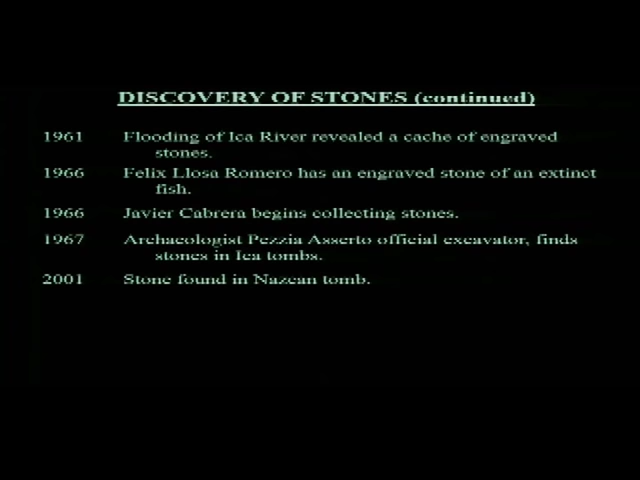 DISCOVERY OF STONES (continued)
1961 Flooding of Ica River revealed a cache of engraved
stones.
1966 Felix Llosa Romero has an engraved stone of an extinct
fish.
1966 Javier Cabrera begins collecting stones.
1967 Archaeologist Pezzia Asserto official excavator, finds
stones in Ica tombs.
2001 Stone found in Nazcan tomb.